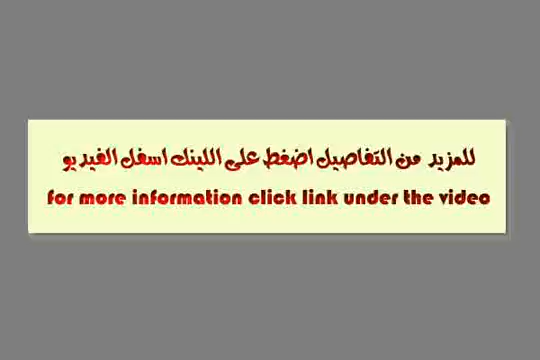 للمزيد من التفاصيل اضغط على اللينك اسفل الفيديو
for more information click link under the video